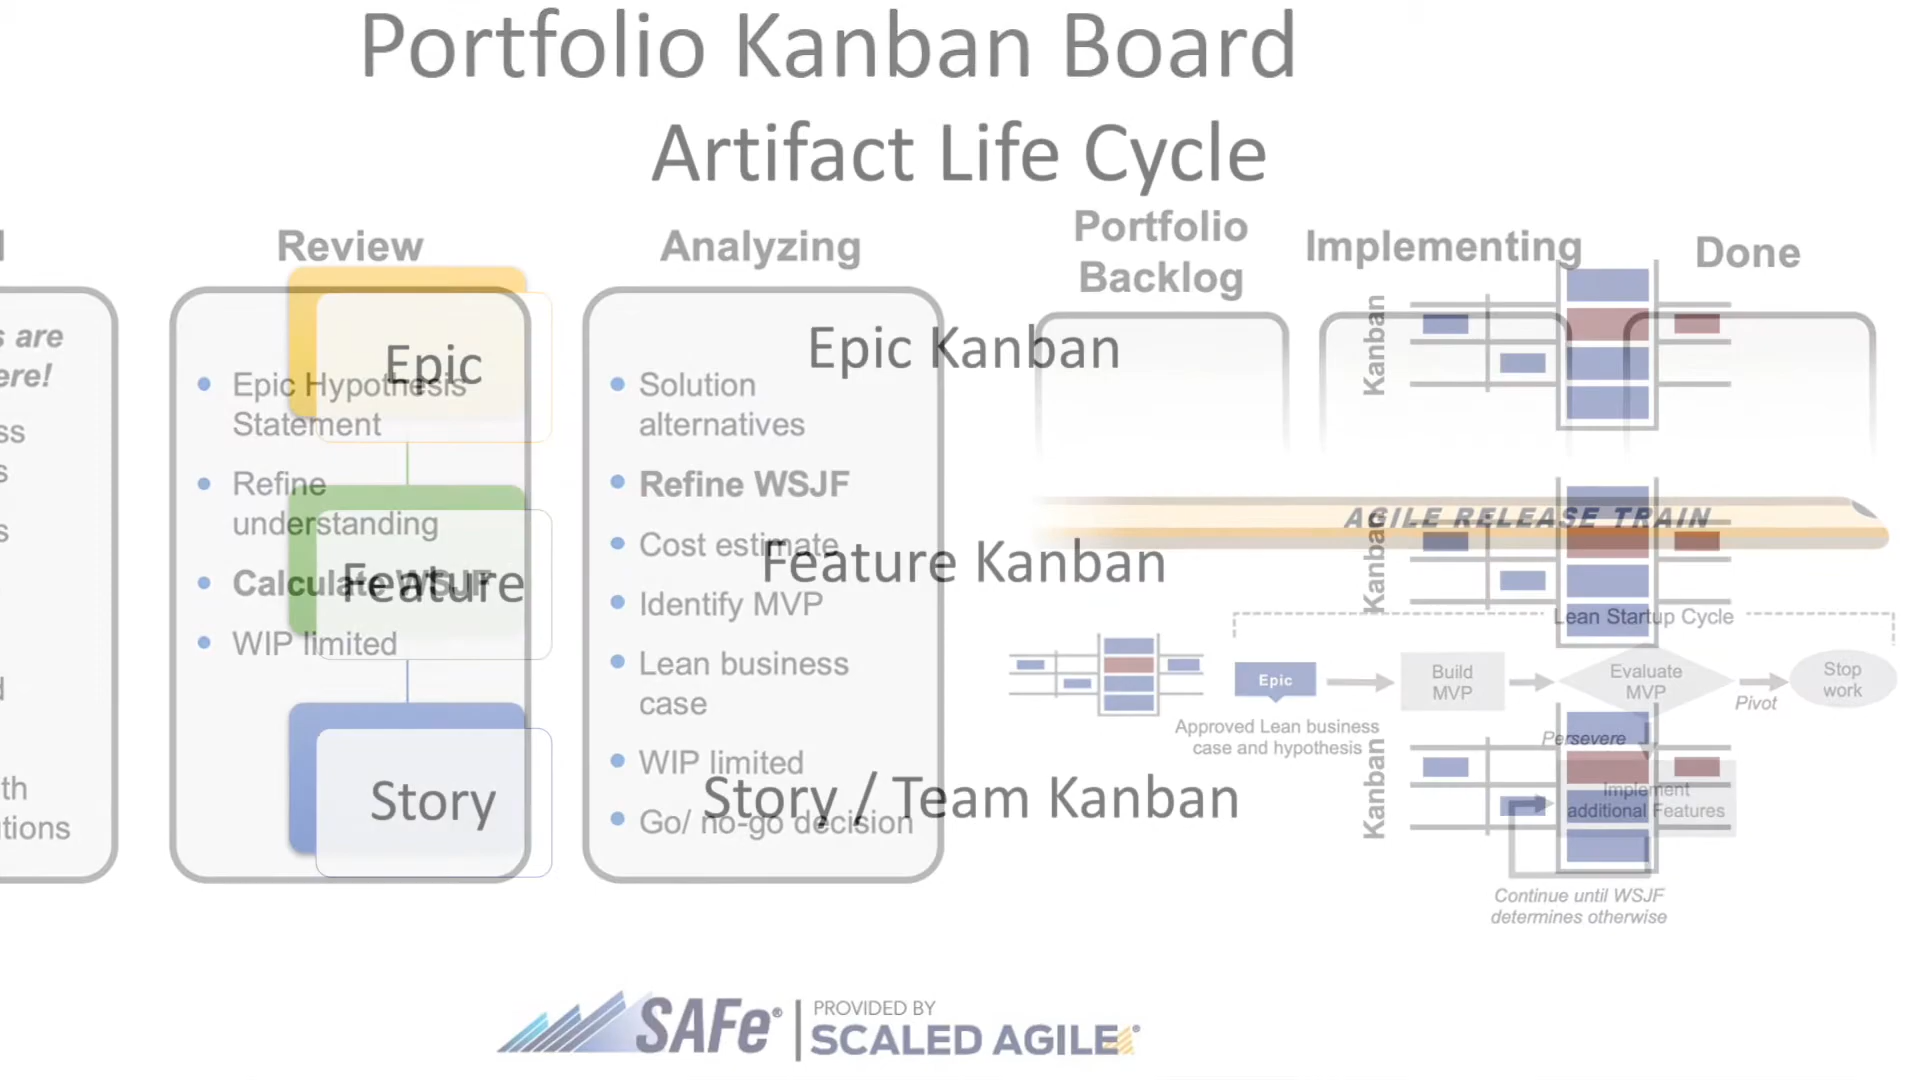 Portfolio Kanban Board
Artifact Life Cycle
Review
Analyzing
Portfolio
Backlog
Implementing
Done
s are
ere!
ss
s
s
d
th
utions
Epic Hypothesis
Statement
Refine
understanding
Calculate WSJF
WIP limited
Epic
Feature
Story
Solution
alternatives
Refine WSJF
Cost estimate
Identify MVP
Lean business
case
WIP limited
Go/ no-go decision
Epic Kanban
Feature Kanban
Story / Team Kanban
Kanban
Kanban
Kanban
AGILE RELEASE TRAIN
Lean Startup Cycle
Epic
Build
MVP
Evaluate
MVP
Pivot
Stop
work
Approved Lean business
case and hypothesis
Persevere
Implement
additional Features
Continue until WSJF
determines otherwise
SAFe®
PROVIDED BY
SCALED AGILE®